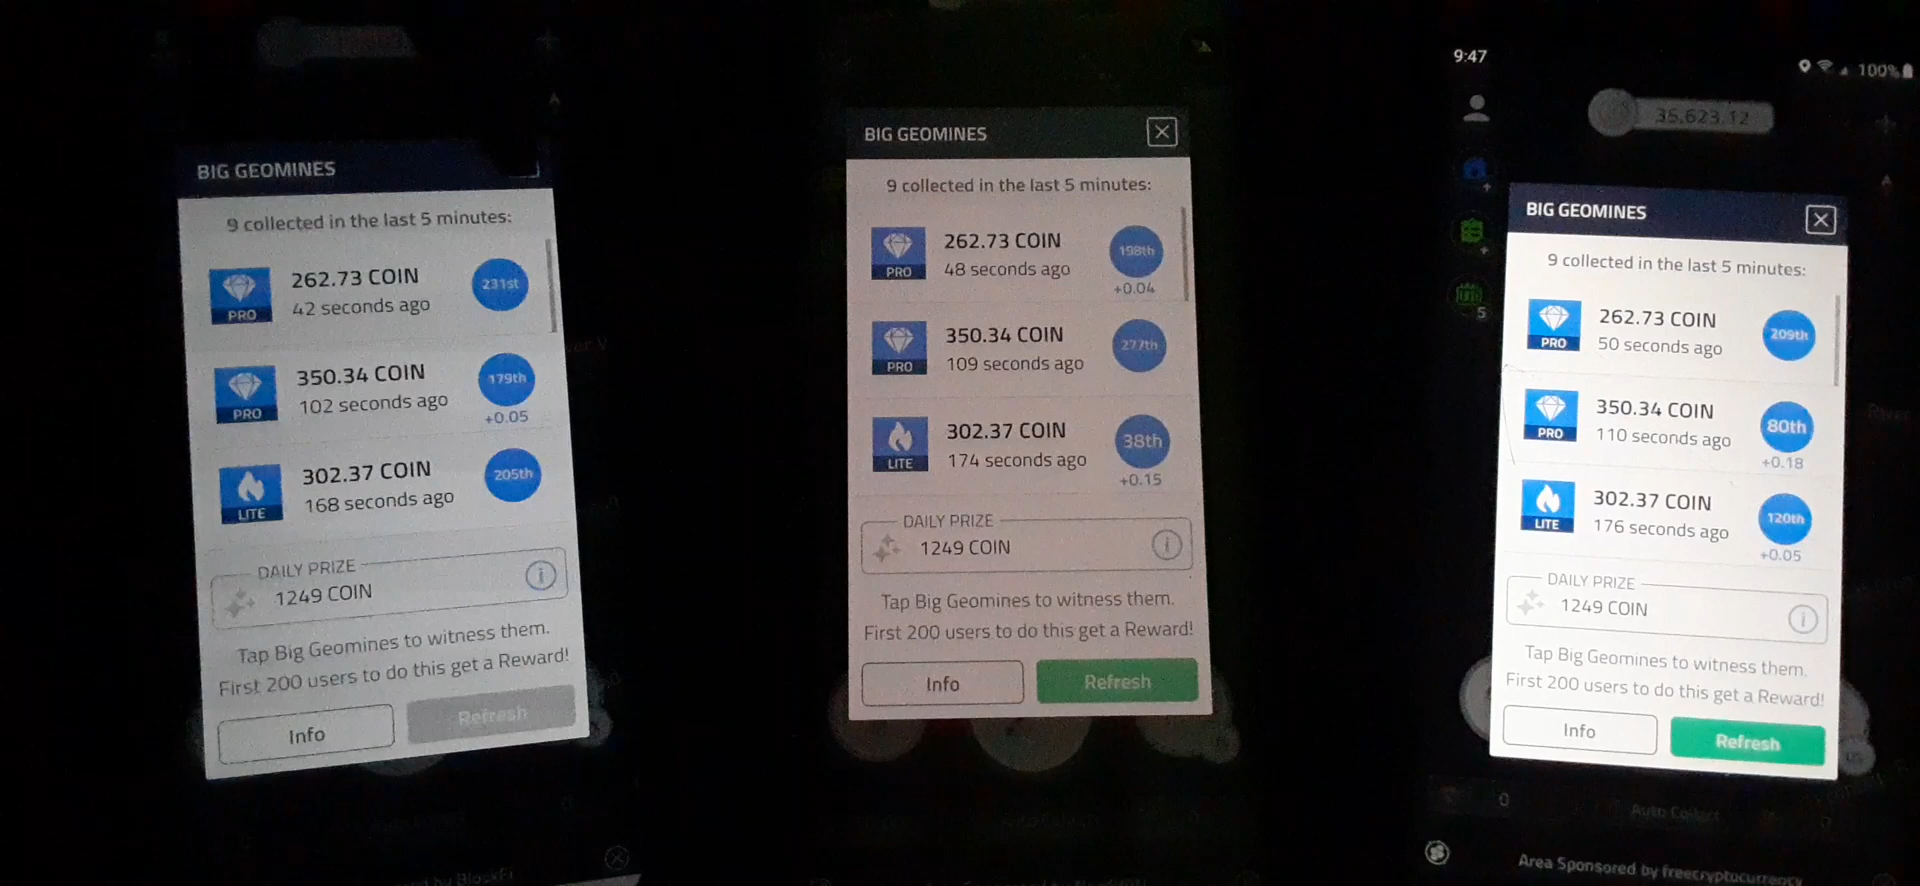 BIG GEOMINES
9 collected in the last 5 minutes:
262.73 COIN
42 seconds ago
231st
PRO
350.34 COIN
102 seconds ago
179th
+0.05
PRO
302.37 COIN
168 seconds ago
205th
LITE
DAILY PRIZE
1249 COIN
Tap Big Geomines to witness them.
First 200 users to do this get a Reward!
Info
Refresh
by BlockFi
BIG GEOMINES
9 collected in the last 5 minutes:
262.73 COIN
48 seconds ago
198th
+0.04
PRO
350.34 COIN
109 seconds ago
277th
PRO
302.37 COIN
174 seconds ago
38th
+0.15
LITE
DAILY PRIZE
1249 COIN
Tap Big Geomines to witness them.
First 200 users to do this get a Reward!
Info
Refresh
9:47
100%
35,623.12
5
BIG GEOMINES
9 collected in the last 5 minutes:
262.73 COIN
50 seconds ago
209th
PRO
350.34 COIN
110 seconds ago
80th
+0.18
PRO
302.37 COIN
176 seconds ago
120th
+0.05
LITE
DAILY PRIZE
1249 COIN
Tap Big Geomines to witness them.
First 200 users to do this get a Reward!
Info
Refresh
0
Auto Collect
Area Sponsored by freecryptocurrency